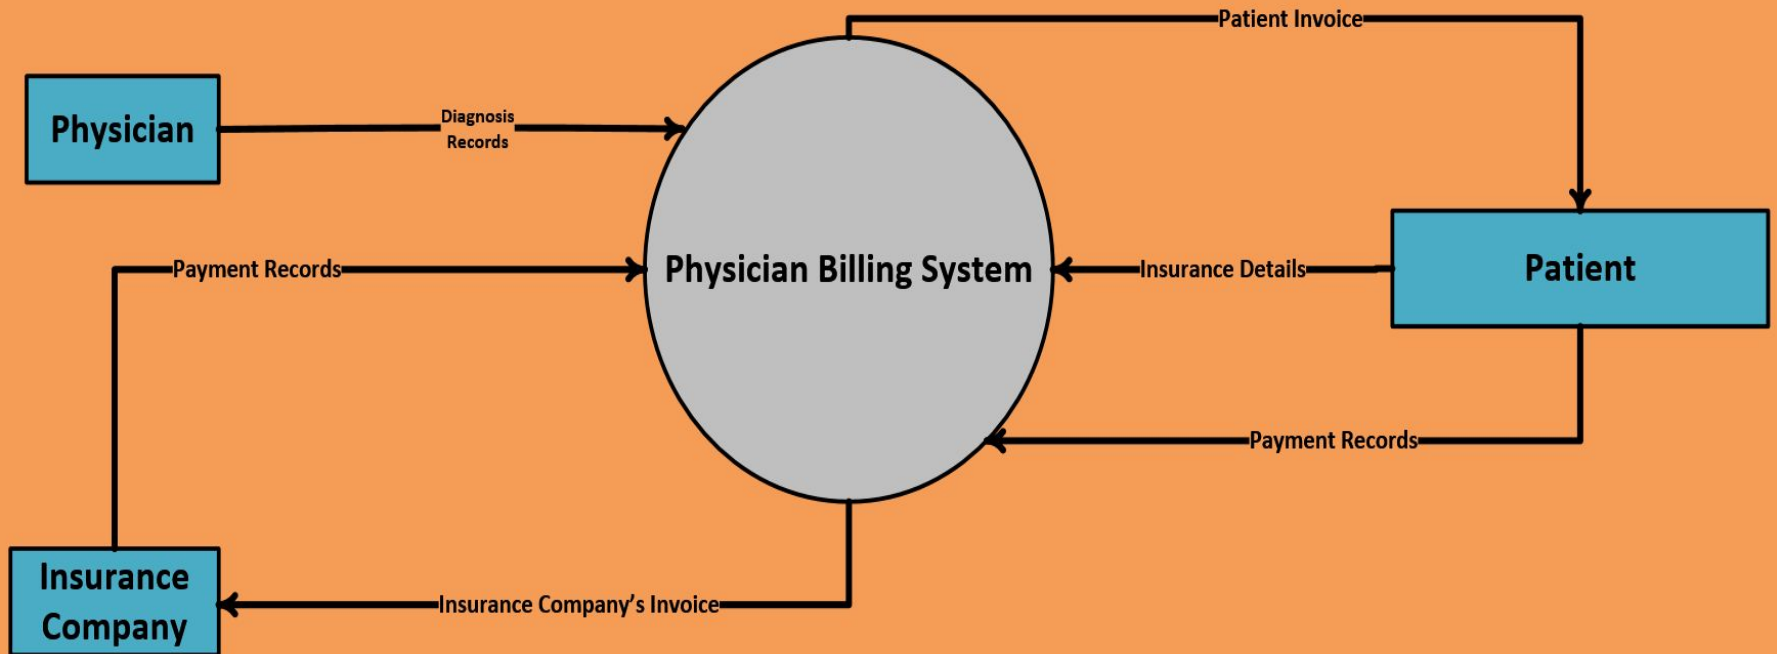 Patient Invoice
Physician
Diagnosis
Records
Payment Records
Physician Billing System
Insurance Details
Patient
Payment Records
Insurance
Company
Insurance Company’s Invoice